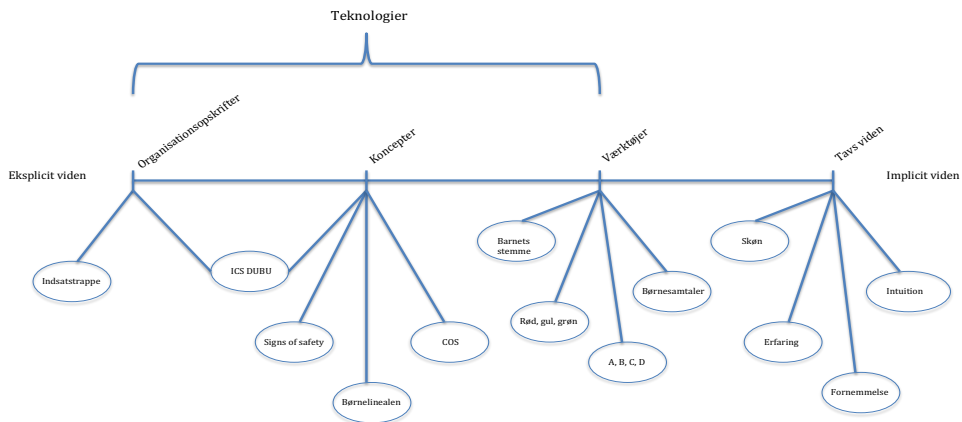 Teknologier
Organisationsopskrifter
Koncepter
Værktøjer
Tavs viden
Eksplicit viden
Implicit viden
Barnets
stemme
Skøn
ICS DUBU
Indsatstrappe
Børnesamtaler
Intuition
Rød, gul, grøn
Signs of safety
COS
Erfaring
A, B, C, D
Fornemmelse
Børnelinealen